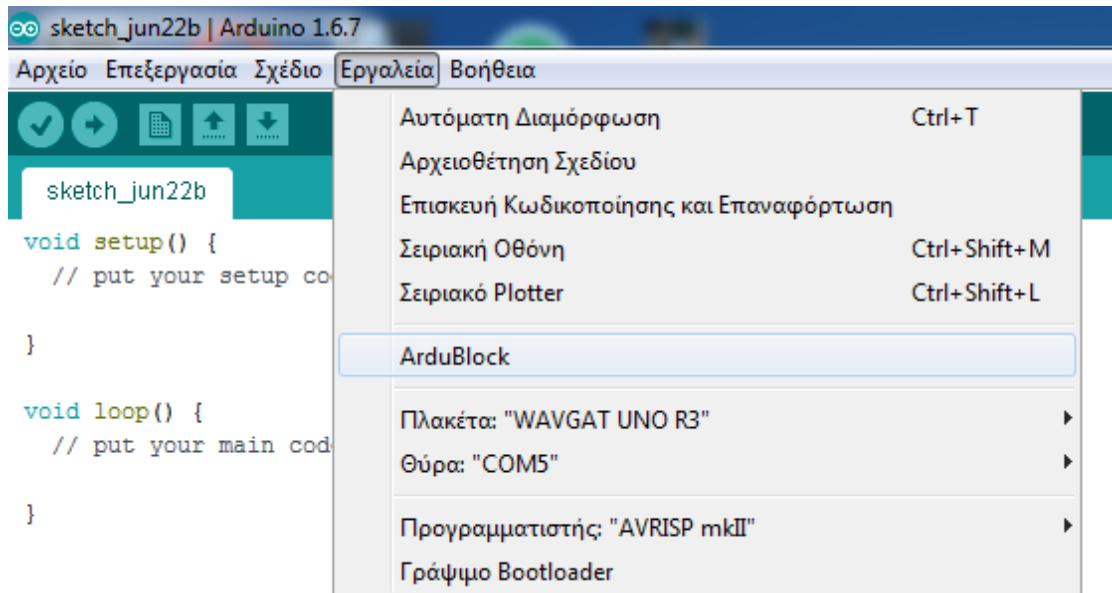 sketch_jun22b | Arduino 1.6.7
Αρχείο Επεξεργασία Σχέδιο Εργαλεία Βοήθεια
sketch_jun22b
void setup() {
// put your setup co
}
void loop() {
// put your main cod
}
Αυτόματη Διαμόρφωση Ctrl+T
Αρχειοθέτηση Σχεδίου
Επισκευή Κωδικοποίησης και Επαναφόρτωση
Σειριακή Οθόνη Ctrl+Shift+M
Σειριακό Plotter Ctrl+Shift+L
ArduBlock
Πλακέτα: "WAVGAT UNO R3"
Θύρα: "COM5"
Προγραμματιστής: "AVRISP mkII"
Γράψιμο Bootloader